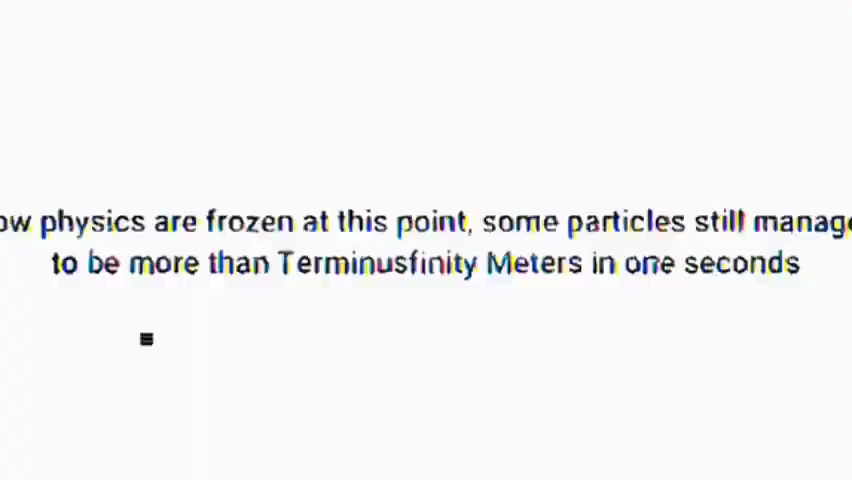 ow physics are frozen at this point, some particles still manage
to be more than Terminusfinity Meters in one seconds